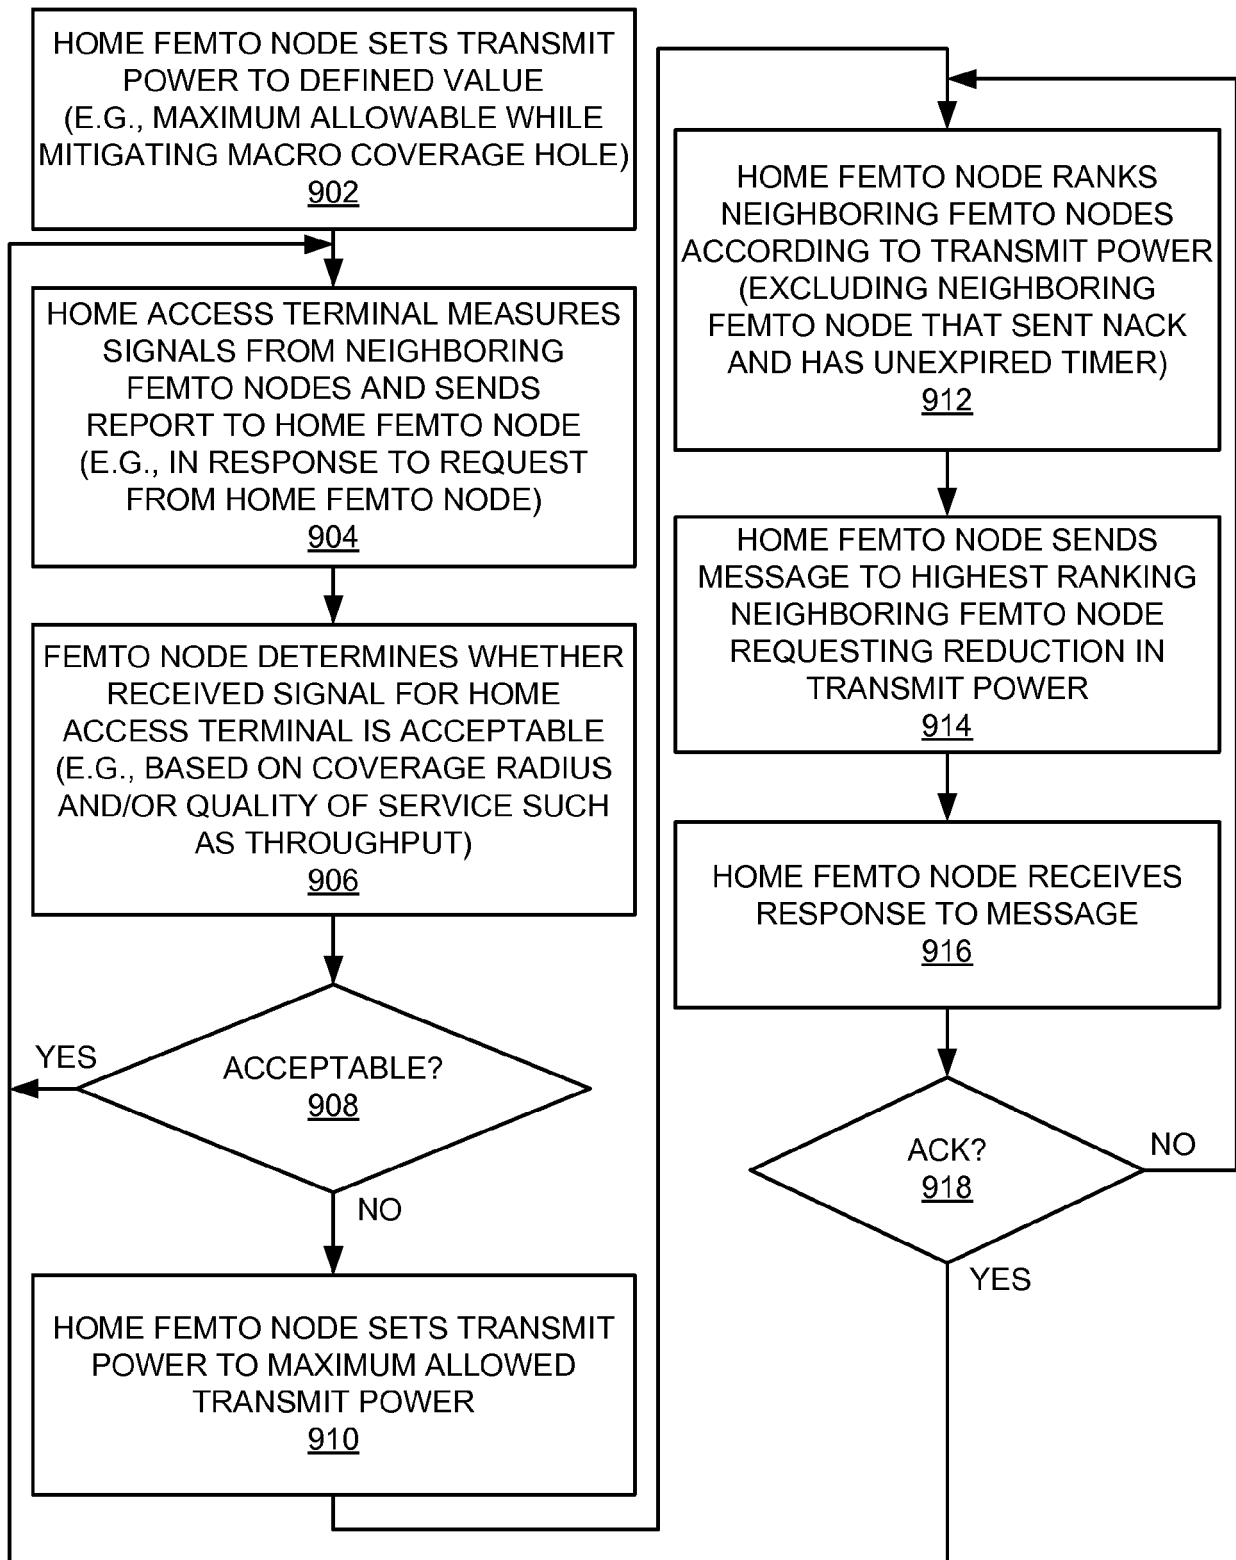 HOME FEMTO NODE SETS TRANSMIT
POWER TO DEFINED VALUE
(E.G., MAXIMUM ALLOWABLE WHILE
MITIGATING MACRO COVERAGE HOLE)
902
HOME ACCESS TERMINAL MEASURES
SIGNALS FROM NEIGHBORING
FEMTO NODES AND SENDS
REPORT TO HOME FEMTO NODE
(E.G., IN RESPONSE TO REQUEST
FROM HOME FEMTO NODE)
904
FEMTO NODE DETERMINES WHETHER
RECEIVED SIGNAL FOR HOME
ACCESS TERMINAL IS ACCEPTABLE
(E.G., BASED ON COVERAGE RADIUS
AND/OR QUALITY OF SERVICE SUCH
AS THROUGHPUT)
906
YES
ACCEPTABLE?
908
NO
HOME FEMTO NODE SETS TRANSMIT
POWER TO MAXIMUM ALLOWED
TRANSMIT POWER
910
HOME FEMTO NODE RANKS
NEIGHBORING FEMTO NODES
ACCORDING TO TRANSMIT POWER
(EXCLUDING NEIGHBORING
FEMTO NODE THAT SENT NACK
AND HAS UNEXPIRED TIMER)
912
HOME FEMTO NODE SENDS
MESSAGE TO HIGHEST RANKING
NEIGHBORING FEMTO NODE
REQUESTING REDUCTION IN
TRANSMIT POWER
914
HOME FEMTO NODE RECEIVES
RESPONSE TO MESSAGE
916
ACK?
918
NO
YES